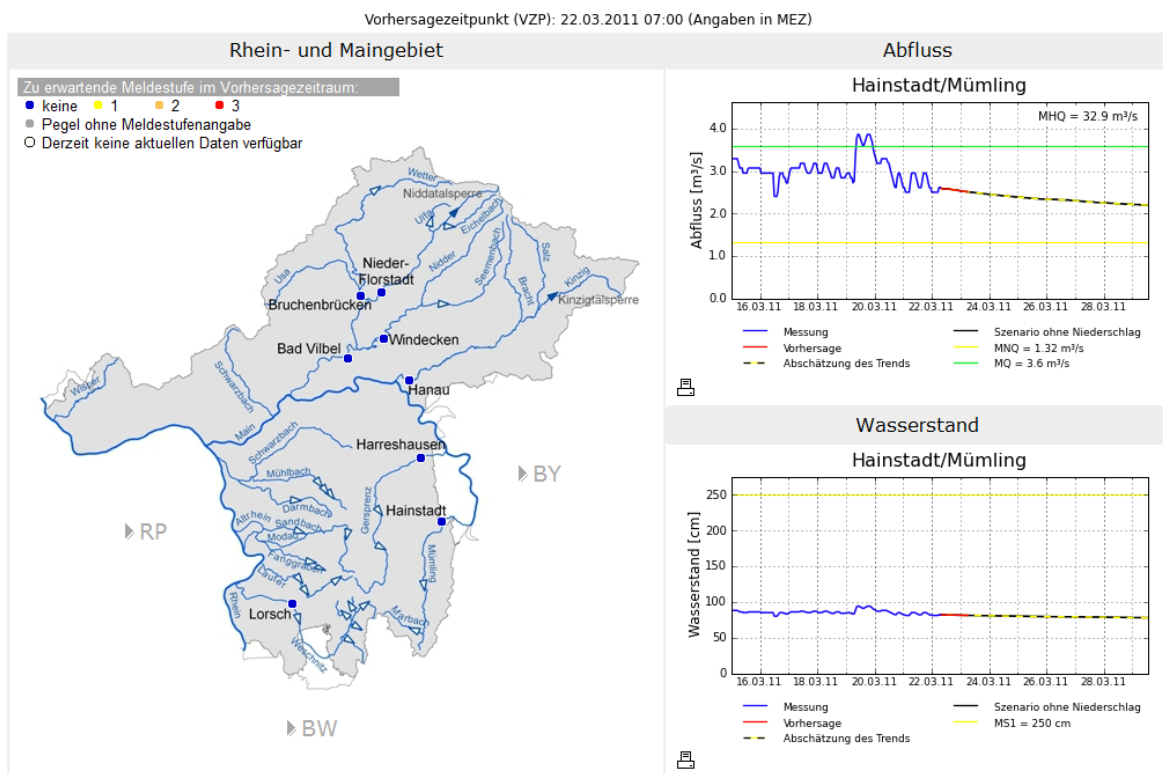 Vorhersagezeitpunkt (VZP): 22.03.2011 07:00 (Angaben in MEZ)
Rhein- und Maingebiet
Zu erwartende Meldestufe im Vorhersagezeitraum:
keine 1 2 3
Pegel ohne Meldestufenangabe
Derzeit keine aktuellen Daten verfügbar
Wetter
Niddatalsperre
Ulfa
Eichelbach
Nidder
Seemenbach
Salz
Bracht
Kinzig
Kinzigtalsperre
Usa
Nieder-
Florstadt
Bruchenbrücken
Windecken
Bad Vilbel
Hanau
Wisper
Schwarzbach
Main
Schwarzbach
Harreshausen
Mühlbach
Darmbach
Gersprenz
Hainstadt
Altrhein
Sandbach
Modau
Fanggraben
Lauter
Mümling
Rhein
Lorsch
Marbach
Weschnitz
RP
BY
BW
Abfluss
Hainstadt/Mümling
MHQ = 32.9 m³/s
Abfluss [m³/s]
4.0
3.0
2.0
1.0
0.0
16.03.11 18.03.11 20.03.11 22.03.11 24.03.11 26.03.11 28.03.11
Messung
Vorhersage
Abschätzung des Trends
Szenario ohne Niederschlag
MNQ = 1.32 m³/s
MQ = 3.6 m³/s
Wasserstand
Hainstadt/Mümling
Wasserstand [cm]
250
200
150
100
50
0
16.03.11 18.03.11 20.03.11 22.03.11 24.03.11 26.03.11 28.03.11
Messung
Vorhersage
Abschätzung des Trends
Szenario ohne Niederschlag
MS1 = 250 cm